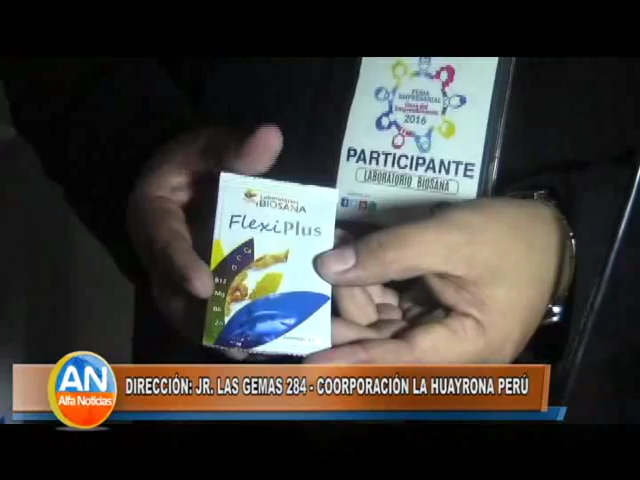 FERIA
EMPRESARIAL
2016
PARTICIPANTE
LABORATORIO BIOSANA
Laboratorios
BIOSANA
FlexiPlus
Ca
C
D
B12
Mg
B6
Zn
AN
Alfa Noticias
DIRECCIÓN: JR. LAS GEMAS 284 - COORPORACIÓN LA HUAYRONA PERÚ